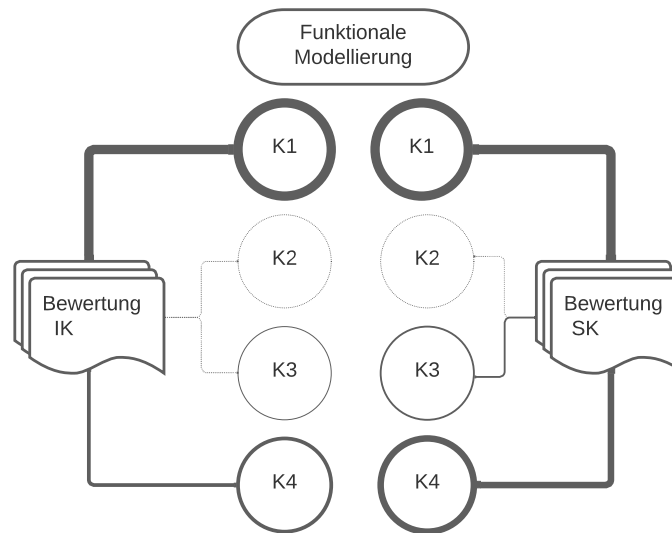 Funktionale
Modellierung
K1
K1
K2
K2
Bewertung
IK
Bewertung
SK
K3
K3
K4
K4